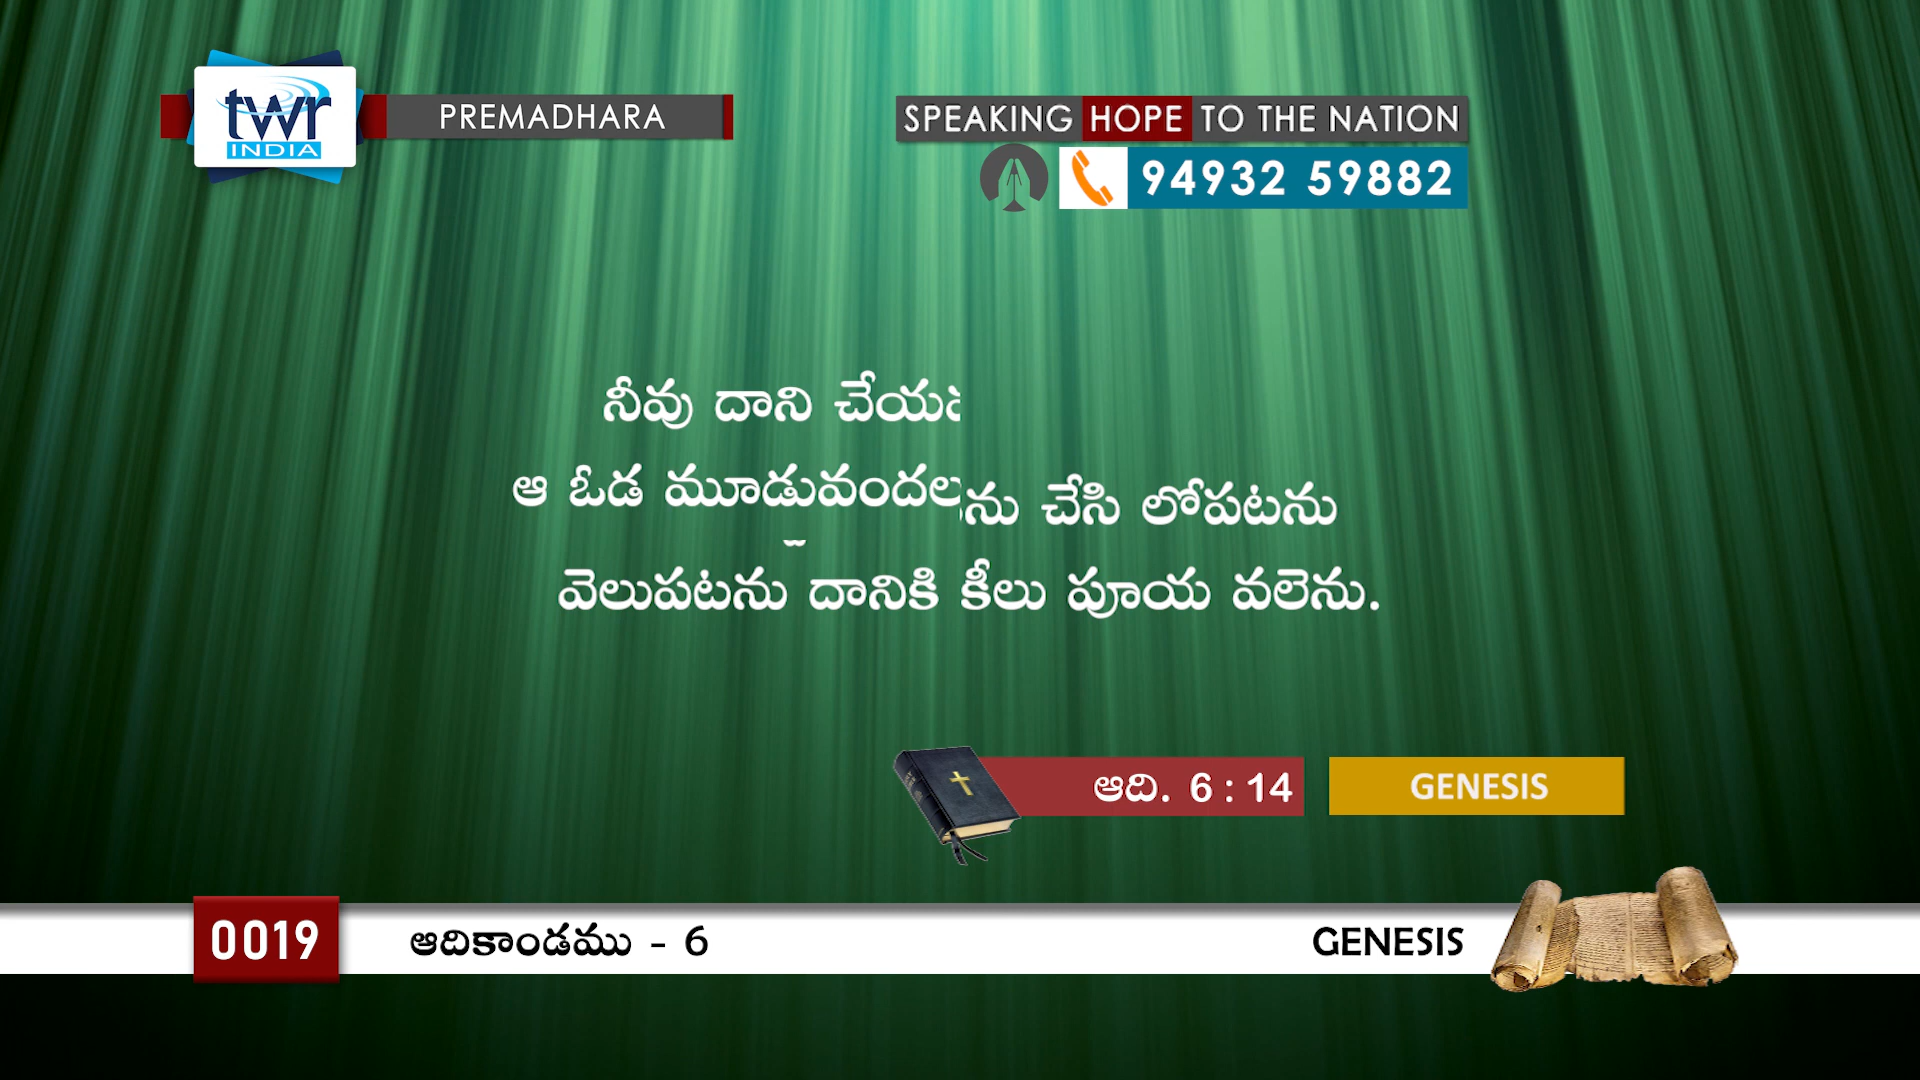 twr
INDIA
PREMADHARA
SPEAKING HOPE TO THE NATION
94932 59882
నీవు దాని
ఆ ఓడ మూడువందల
చేసి లోపటను
వెలుపటను దానికి కీలు పూయ వలెను.
ఆది. 6 : 14
GENESIS
0019
ఆదికాండము - 6
GENESIS